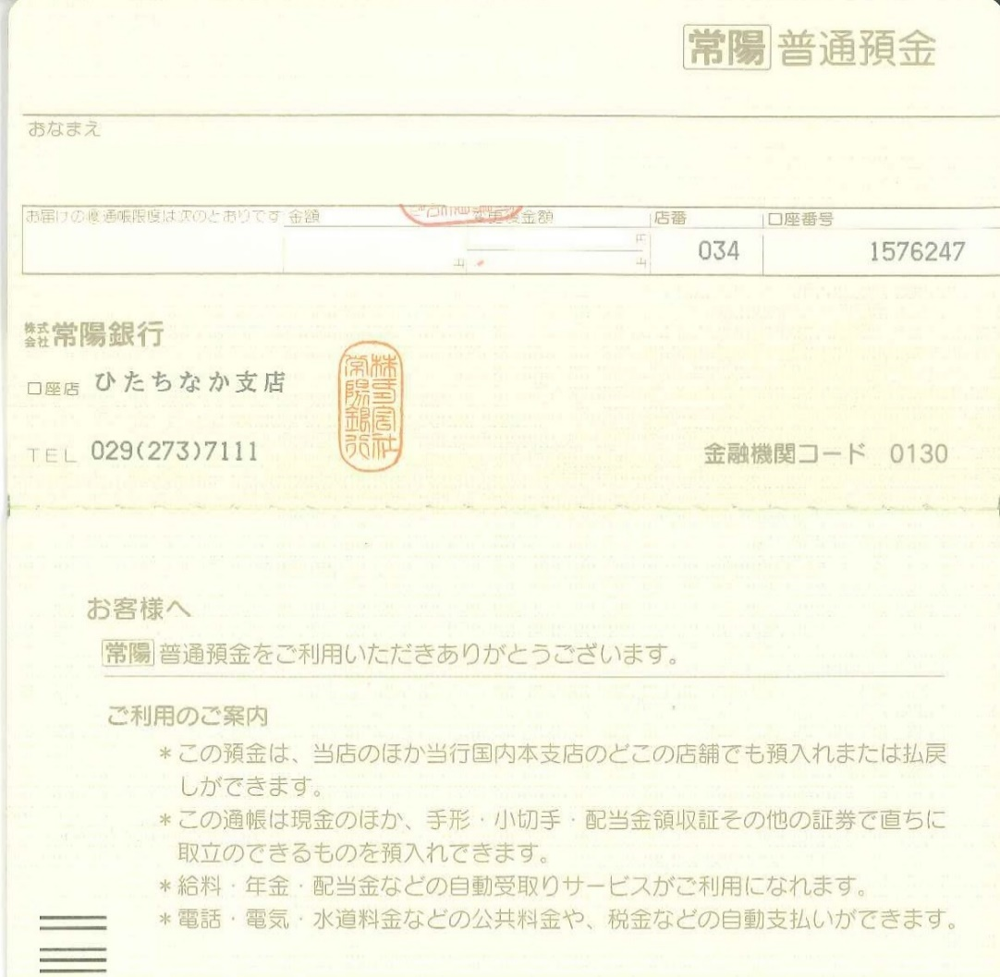 常陽 普通預金
おなまえ
お届けの優通帳限度は次のとおりです 金額 変更後金額 店番 口座番号
円 円 円 034 1576247
株式会社 常陽銀行
口座店 ひたちなか支店
株式会社常陽銀行
TEL 029(273)7111 金融機関コード 0130
お客様へ
常陽 普通預金をご利用いただきありがとうございます。
ご利用のご案内
*この預金は、当店のほか当行国内本支店のどこの店舗でも預入れまたは払戻
しができます。
*この通帳は現金のほか、手形・小切手・配当金領収証その他の証券で直ちに
取立のできるものを預入れできます。
*給料・年金・配当金などの自動受取りサービスがご利用になれます。
*電話・電気・水道料金などの公共料金や、税金などの自動支払いができます。